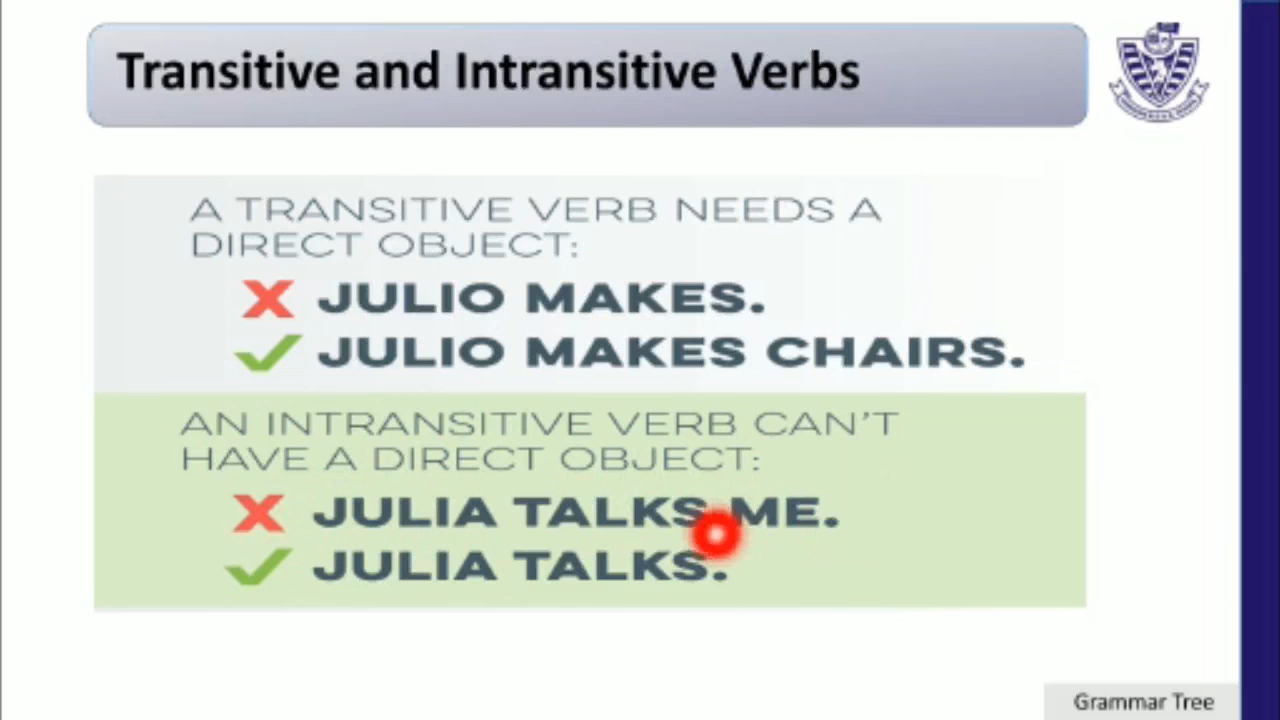 Transitive and Intransitive Verbs
A TRANSITIVE VERB NEEDS A
DIRECT OBJECT:
JULIO MAKES.
JULIO MAKES CHAIRS.
AN INTRANSITIVE VERB CAN'T
HAVE A DIRECT OBJECT:
JULIA TALKS ME.
JULIA TALKS.
Grammar Tree